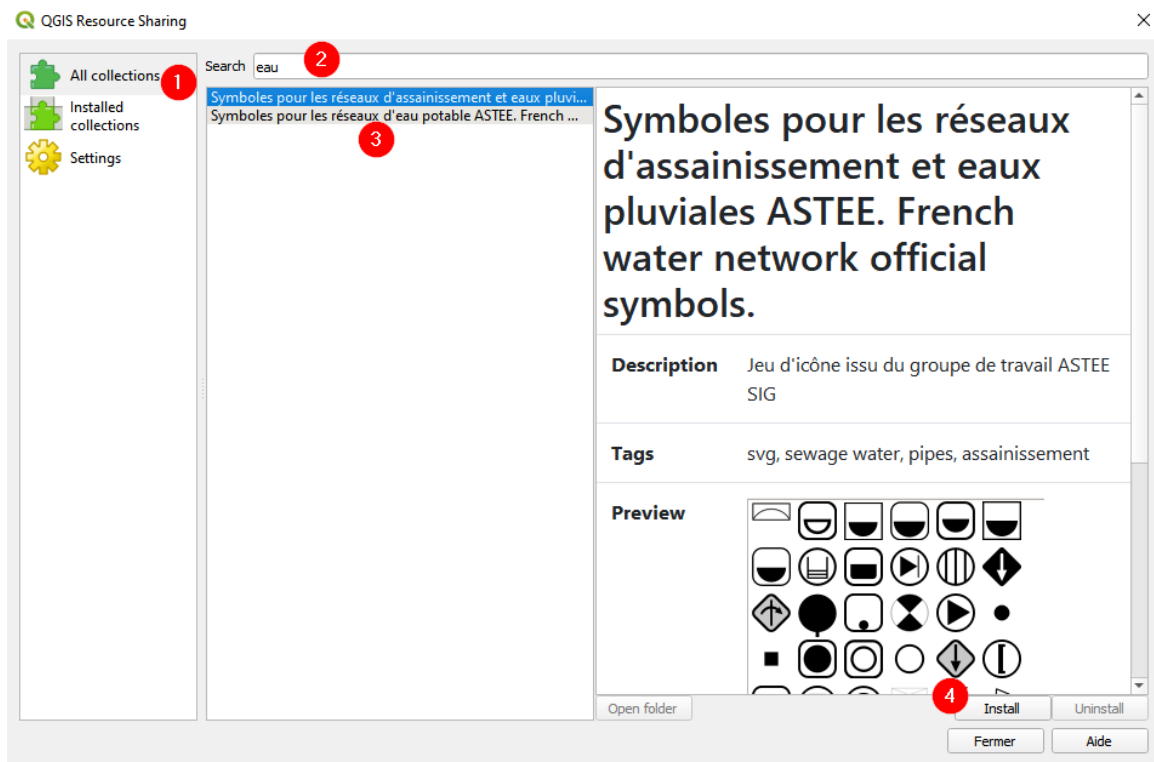 QGIS Resource Sharing
All collections
1
Installed
collections
Settings
Search eau
2
Symboles pour les réseaux d'assainissement et eaux pluvi...
Symboles pour les réseaux d'eau potable ASTEE. French ...
3
Symboles pour les réseaux
d'assainissement et eaux
pluviales ASTEE. French
water network official
symbols.
Description
Jeu d'icône issu du groupe de travail ASTEE
SIG
Tags
svg, sewage water, pipes, assainissement
Preview
4
Open folder
Install
Uninstall
Fermer
Aide